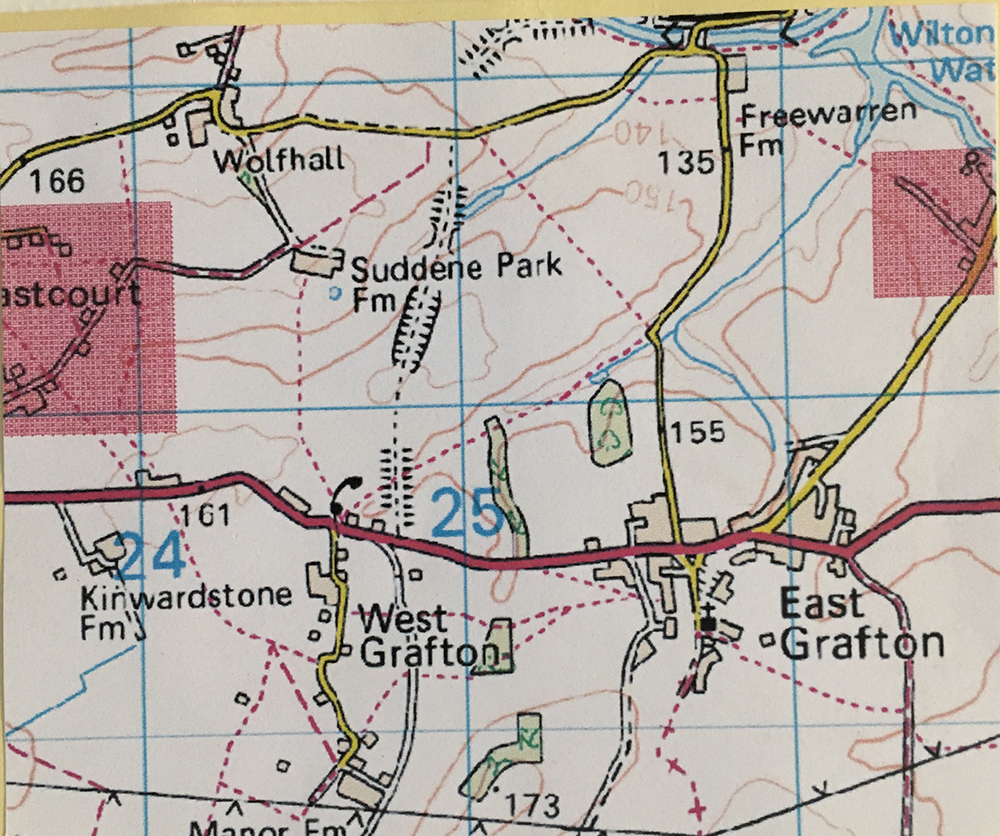 Wilton
Wat
Freewarren
Fm
140
135
Wolfhall
166
150
Suddene Park
Fm
astcourt
155
25
161
24
Kinwardstone
Fm
West
Grafton
East
Grafton
173
Manor Fm